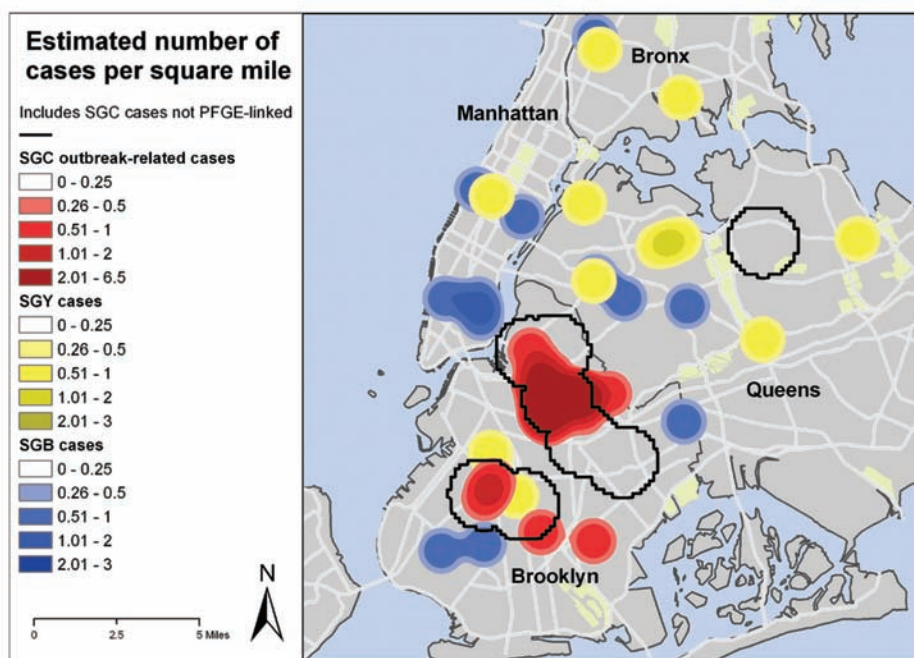 Estimated number of
cases per square mile
Includes SGC cases not PFGE-linked
SGC outbreak-related cases
0 - 0.25
0.26 - 0.5
0.51 - 1
1.01 - 2
2.01 - 6.5
SGY cases
0 - 0.25
0.26 - 0.5
0.51 - 1
1.01 - 2
2.01 - 3
SGB cases
0 - 0.25
0.26 - 0.5
0.51 - 1
1.01 - 2
2.01 - 3
N
0 2.5 5 Miles
Bronx
Manhattan
Queens
Brooklyn